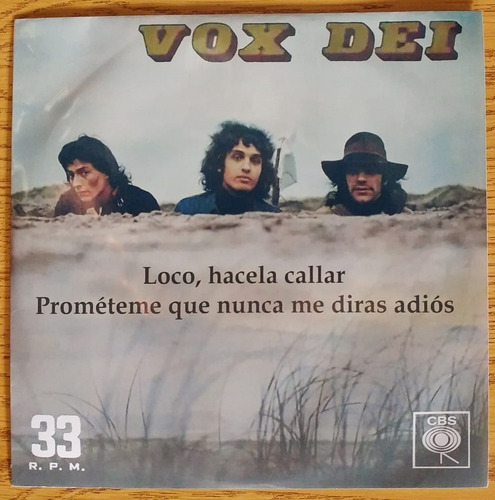 VOX DEI
Loco, hacela callar
Prométeme que nunca me diras adiós
33
R. P. M.
CBS